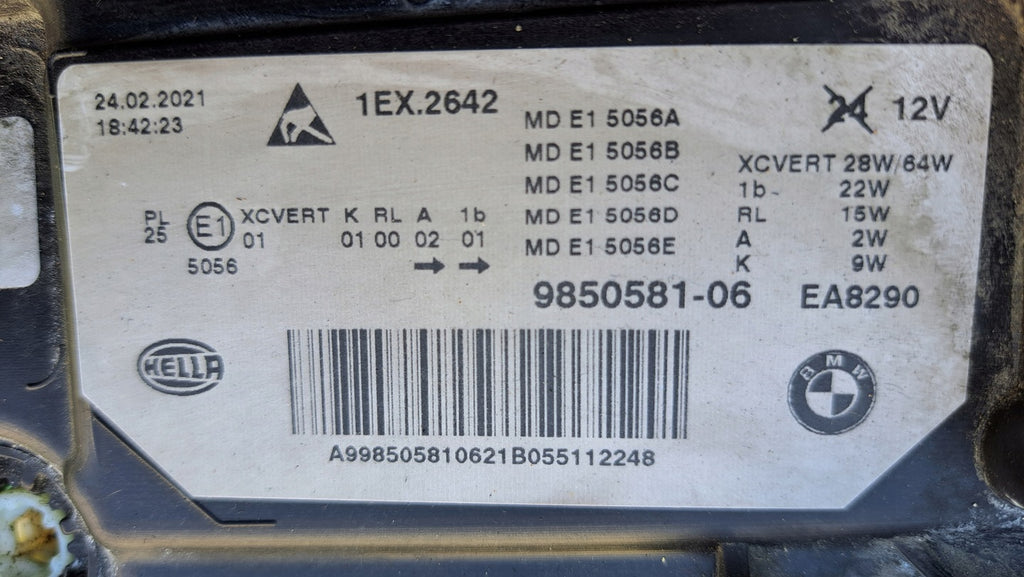 24.02.2021
18:42:23
1EX.2642
MD E1 5056A
MD E1 5056B
MD E1 5056C
MD E1 5056D
MD E1 5056E
24 12V
XCVERT 28W/64W
1b 22W
RL 15W
A 2W
K 9W
PL E1 XCVERT K RL A 1b
25 01 01 00 02 01
5056
9850581-06 EA8290
HELLA
BMW
A998505810621B055112248